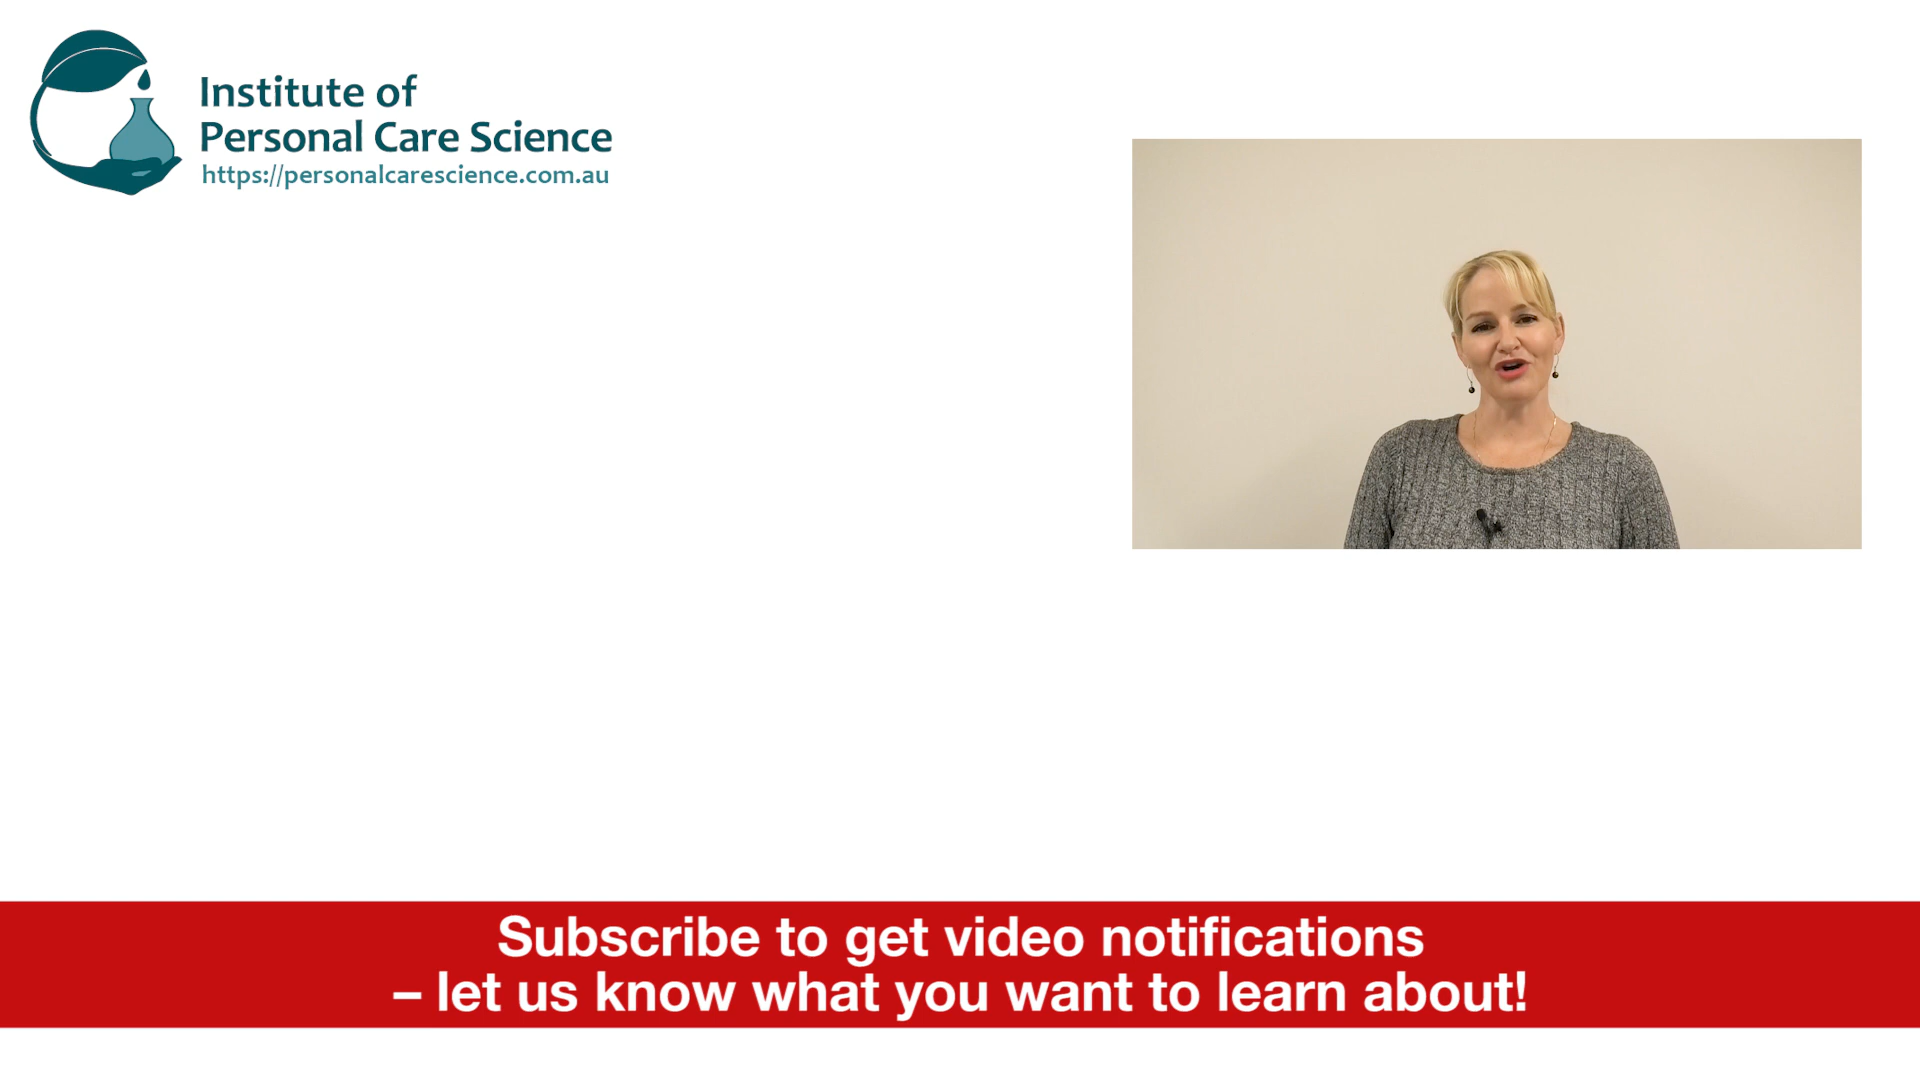 Institute of
Personal Care Science
https://personalcarescience.com.au
Subscribe to get video notifications
– let us know what you want to learn about!